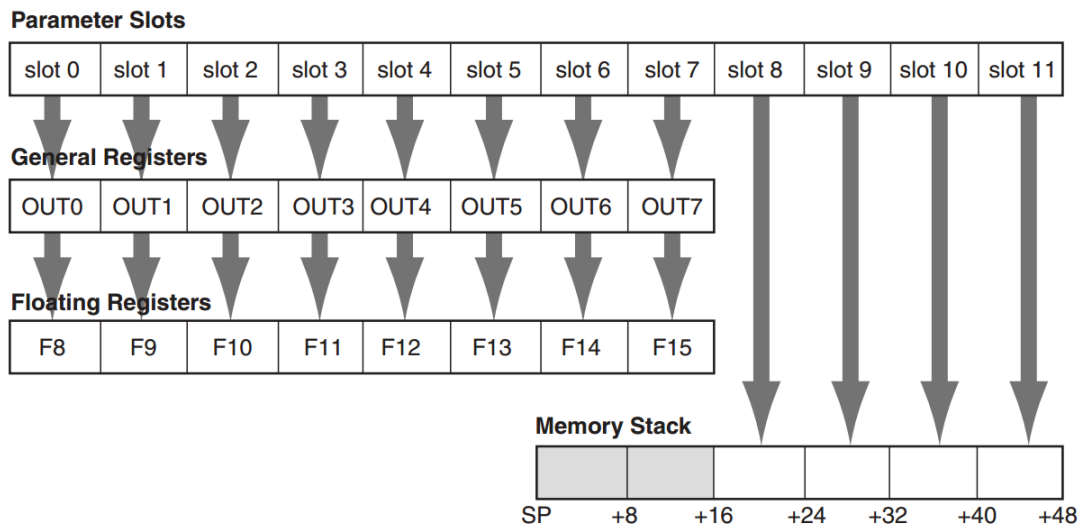 Parameter Slots
slot 0 slot 1 slot 2 slot 3 slot 4 slot 5 slot 6 slot 7 slot 8 slot 9 slot 10 slot 11
General Registers
OUT0 OUT1 OUT2 OUT3 OUT4 OUT5 OUT6 OUT7
Floating Registers
F8 F9 F10 F11 F12 F13 F14 F15
Memory Stack
SP +8 +16 +24 +32 +40 +48